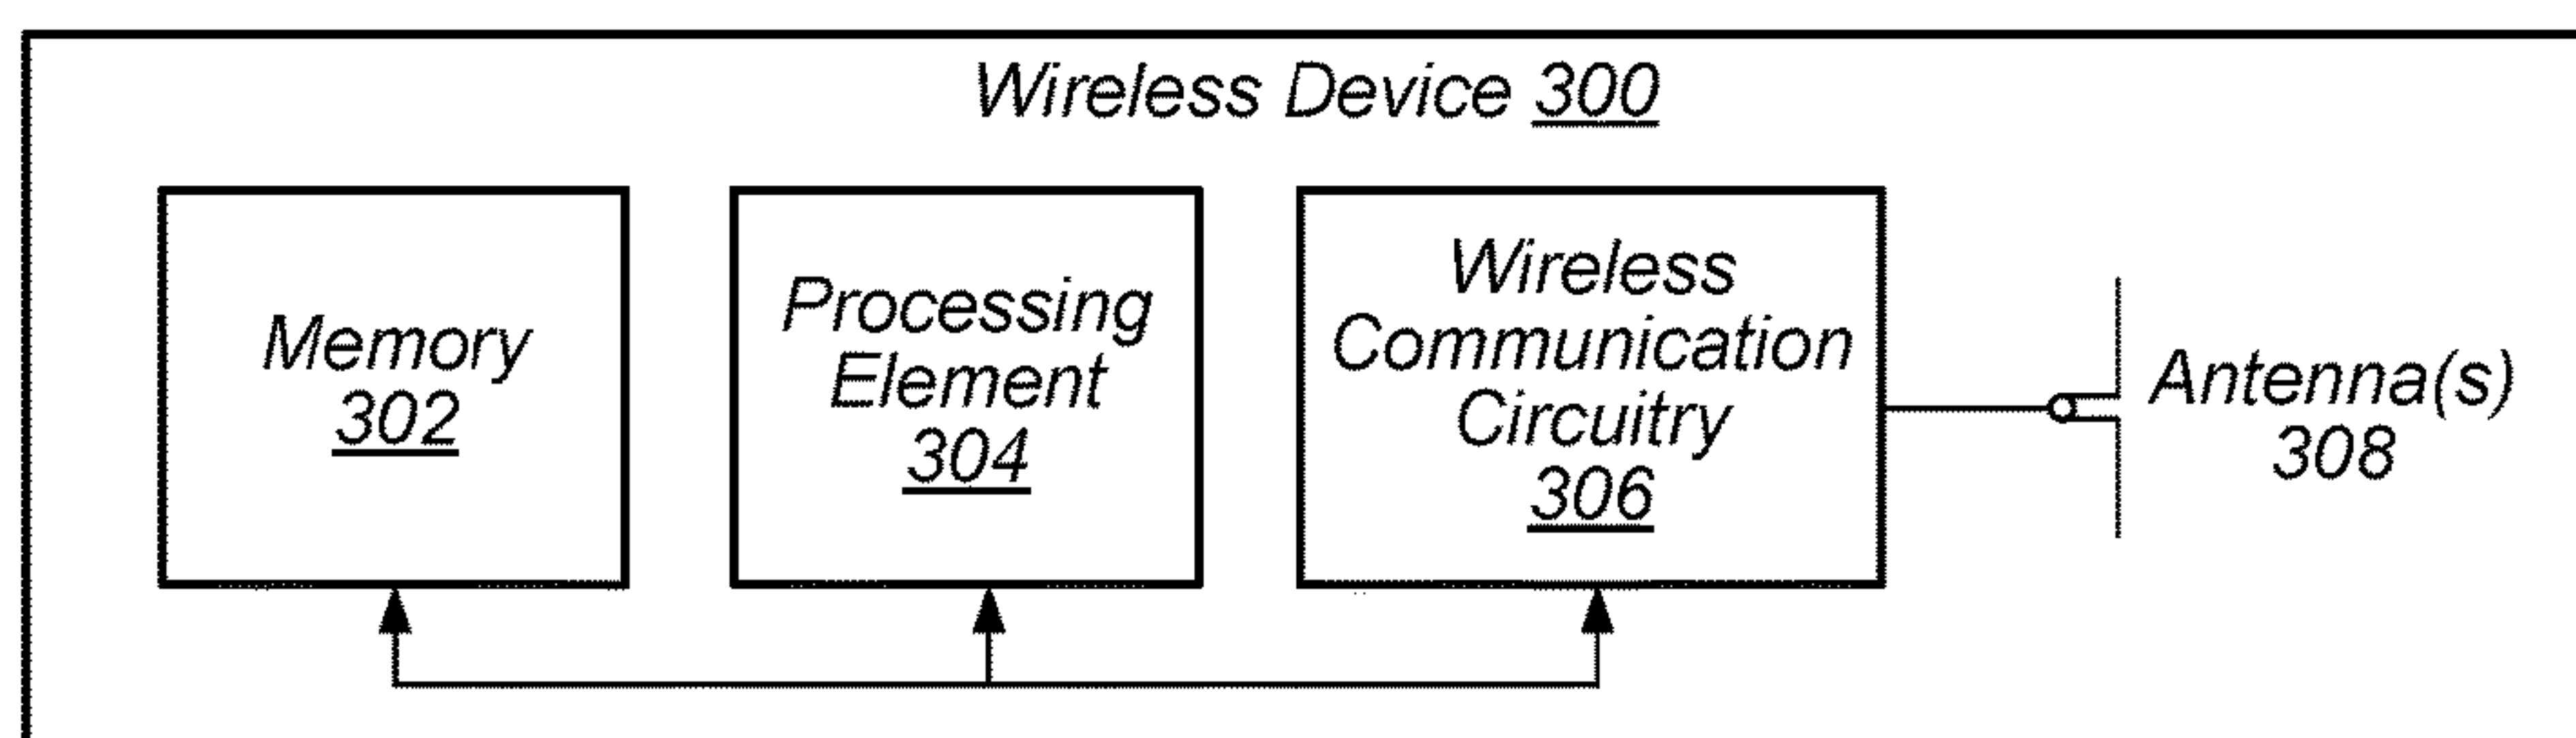 Wireless Device 300
Memory
302
Processing
Element
304
Wireless
Communication
Circuitry
306
Antenna(s)
308